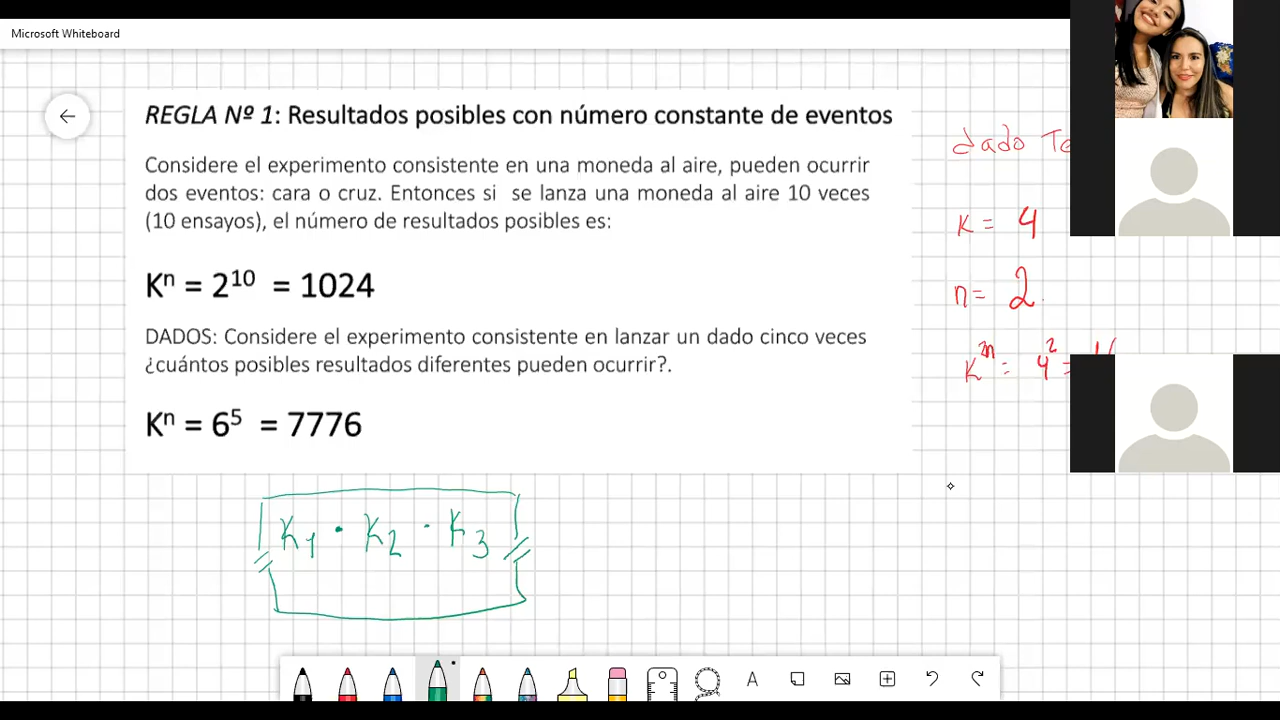 Microsoft Whiteboard
REGLA Nº 1: Resultados posibles con número constante de eventos
Considere el experimento consistente en una moneda al aire, pueden ocurrir
dos eventos: cara o cruz. Entonces si se lanza una moneda al aire 10 veces
(10 ensayos), el número de resultados posibles es:
Kⁿ = 2¹⁰ = 1024
DADOS: Considere el experimento consistente en lanzar un dado cinco veces
¿cuántos posibles resultados diferentes pueden ocurrir?.
Kⁿ = 6⁵ = 7776
K₁ · K₂ · K₃
dado
K = 4
n = 2
K = 4² =
A